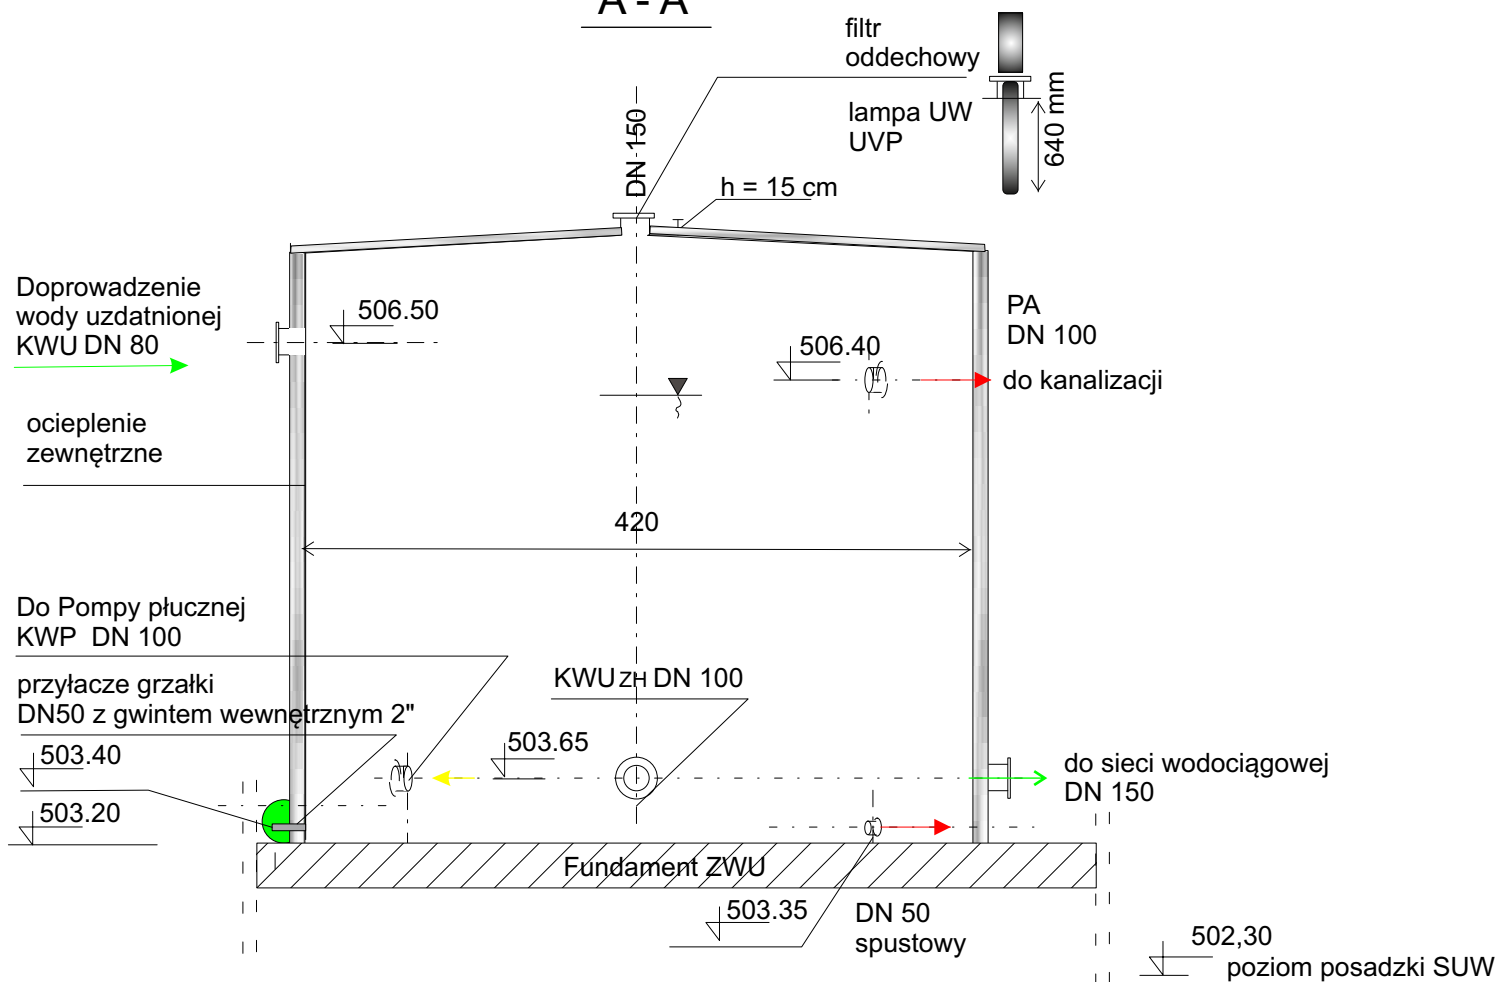 A - A
filtr
oddechowy
lampa UW
UVP
640 mm
DN 150
h = 15 cm
Doprowadzenie
wody uzdatnionej
KWU DN 80
506.50
PA
DN 100
506.40
do kanalizacji
ocieplenie
zewnętrzne
420
Do Pompy płucznej
KWP DN 100
przyłacze grzałki
DN50 z gwintem wewnętrznym 2"
KWU ZH DN 100
503.40
503.65
do sieci wodociągowej
DN 150
503.20
Fundament ZWU
503.35
DN 50
spustowy
502,30
poziom posadzki SUW